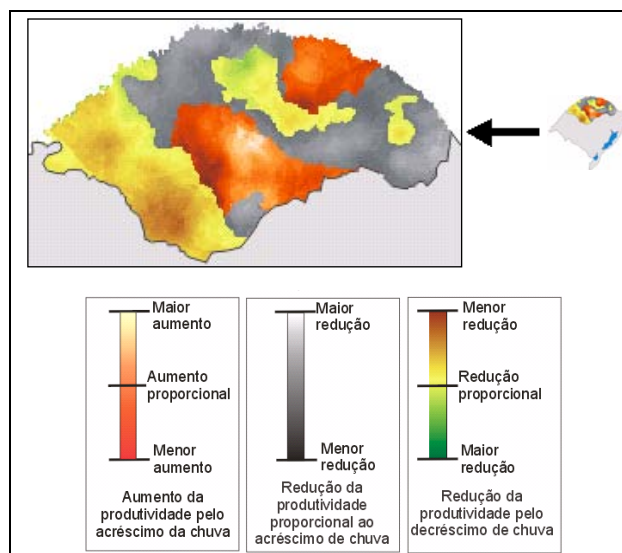 Maior
aumento
Aumento
proporcional
Menor
aumento
Aumento da
produtividade pelo
acréscimo da chuva
Maior
redução
Menor
redução
Redução da
produtividade
proporcional ao
acréscimo de chuva
Menor
redução
Redução
proporcional
Maior
redução
Redução da
produtividade pelo
decréscimo de chuva